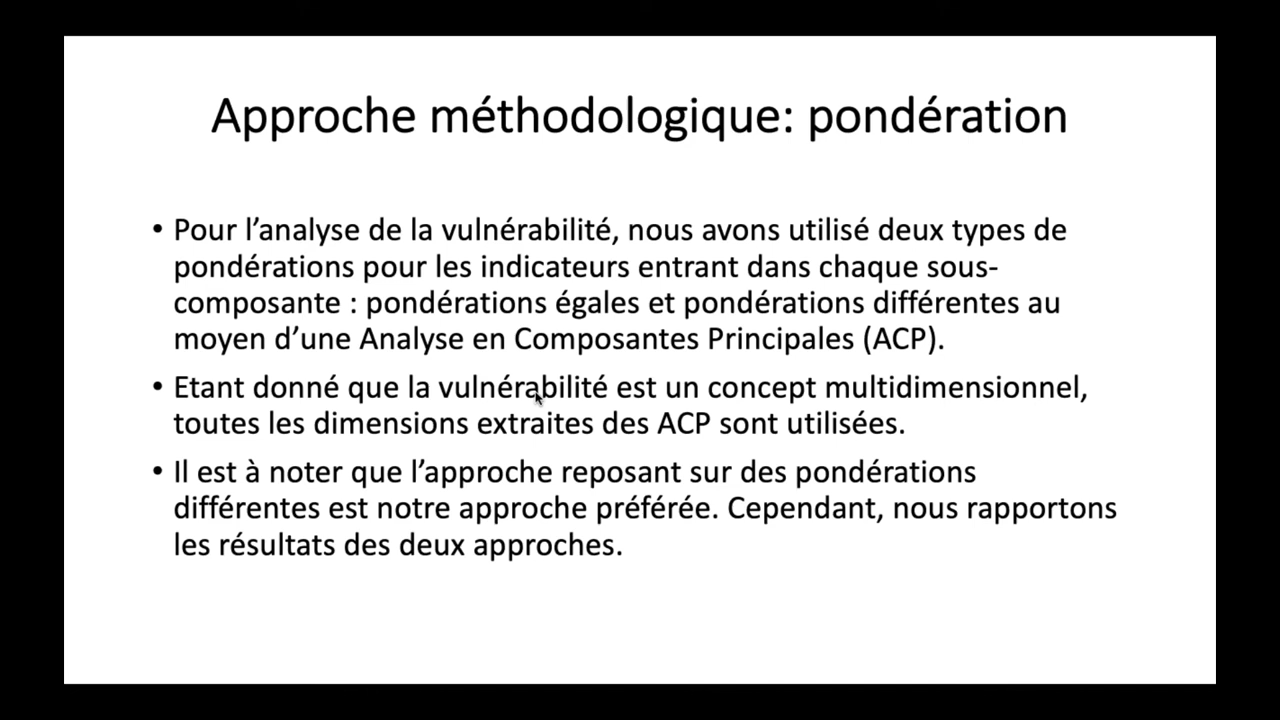 Approche méthodologique: pondération
• Pour l’analyse de la vulnérabilité, nous avons utilisé deux types de
pondérations pour les indicateurs entrant dans chaque sous-
composante : pondérations égales et pondérations différentes au
moyen d’une Analyse en Composantes Principales (ACP).
• Etant donné que la vulnérabilité est un concept multidimensionnel,
toutes les dimensions extraites des ACP sont utilisées.
• Il est à noter que l’approche reposant sur des pondérations
différentes est notre approche préférée. Cependant, nous rapportons
les résultats des deux approches.